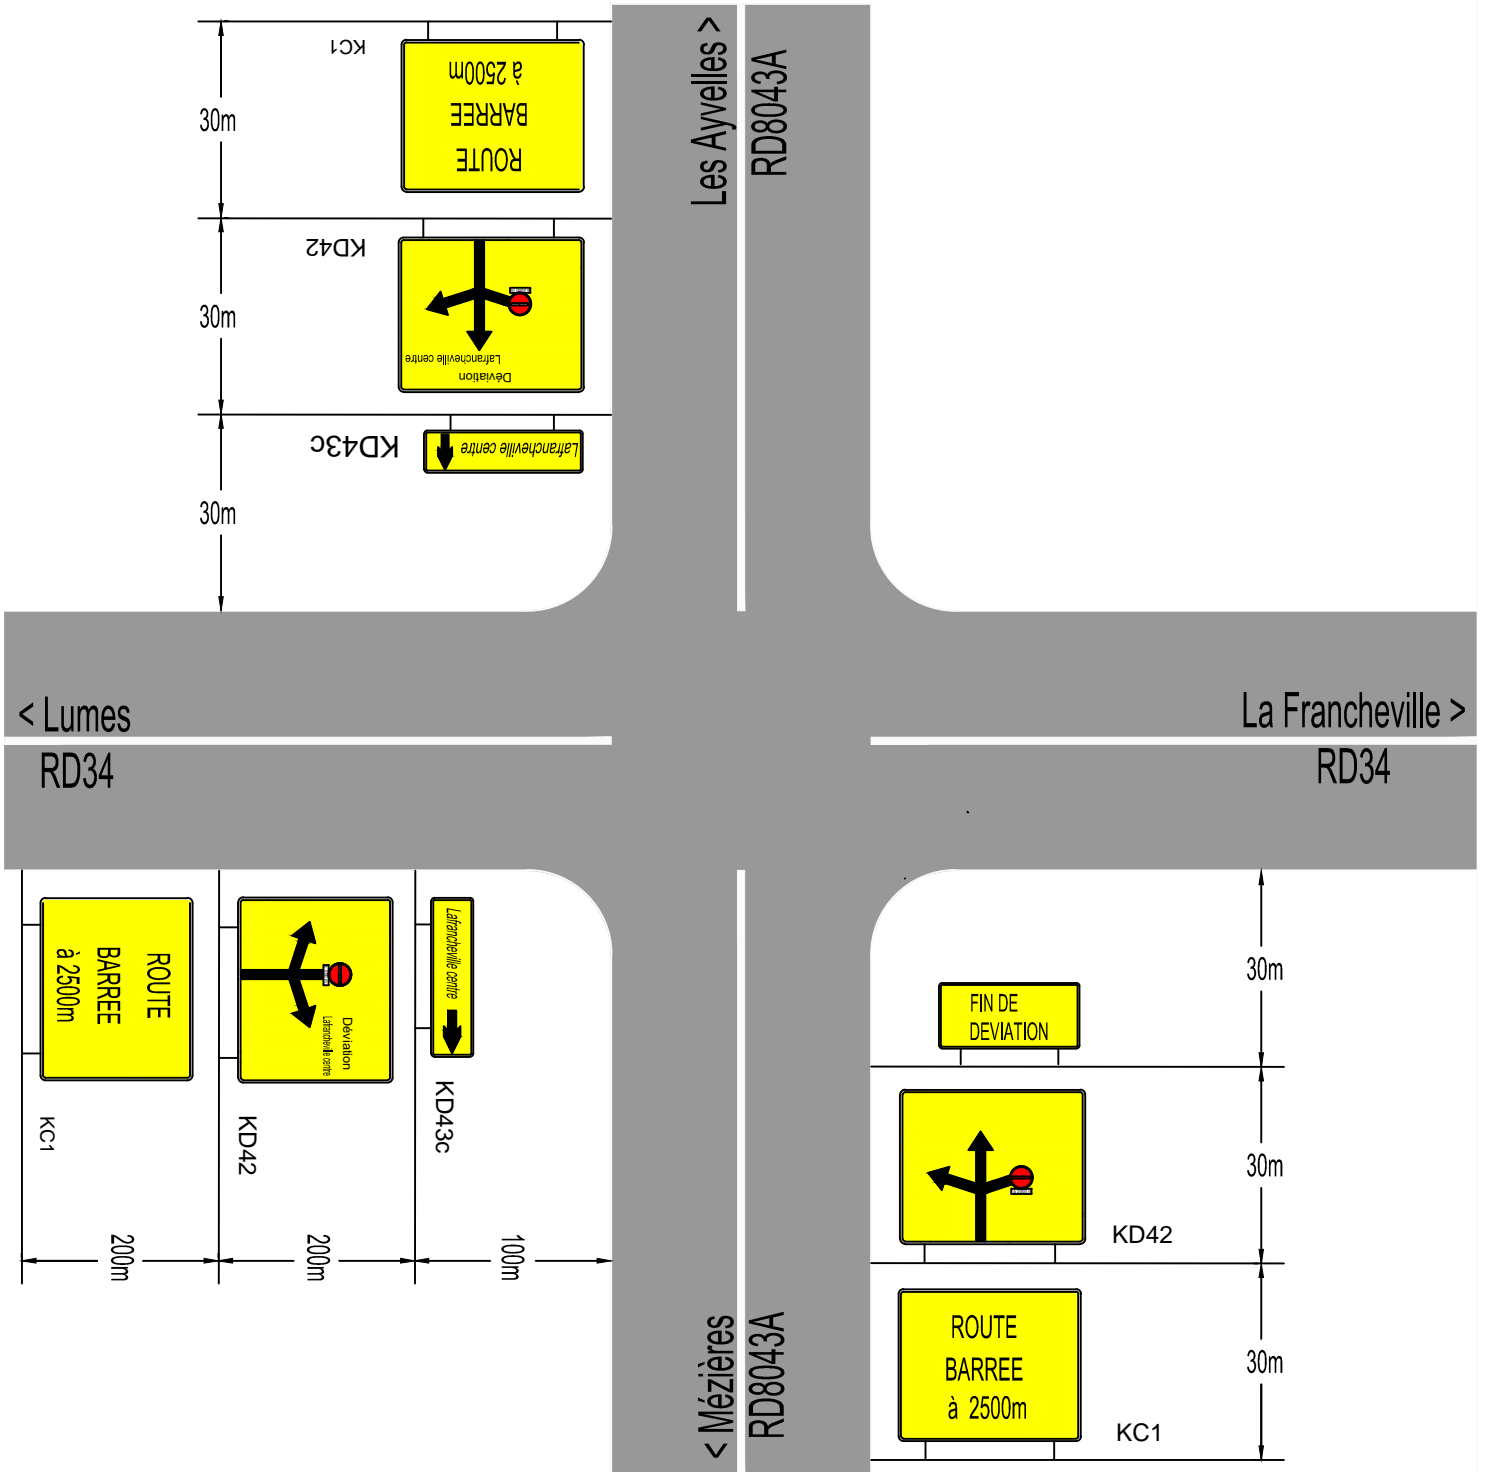 KC1
ROUTE
BARREE
à 2500m
30m
KD42
Déviation
Lafrancheville centre
30m
KD43c
Lafrancheville centre
30m
Les Ayvelles >
RD8043A
< Lumes
RD34
La Francheville >
RD34
ROUTE
BARREE
à 2500m
KC1
Déviation
Lafrancheville centre
KD42
Lafrancheville centre
KD43c
200m
200m
100m
< Mézières
RD8043A
FIN DE
DEVIATION
30m
KD42
30m
ROUTE
BARREE
à 2500m
KC1
30m